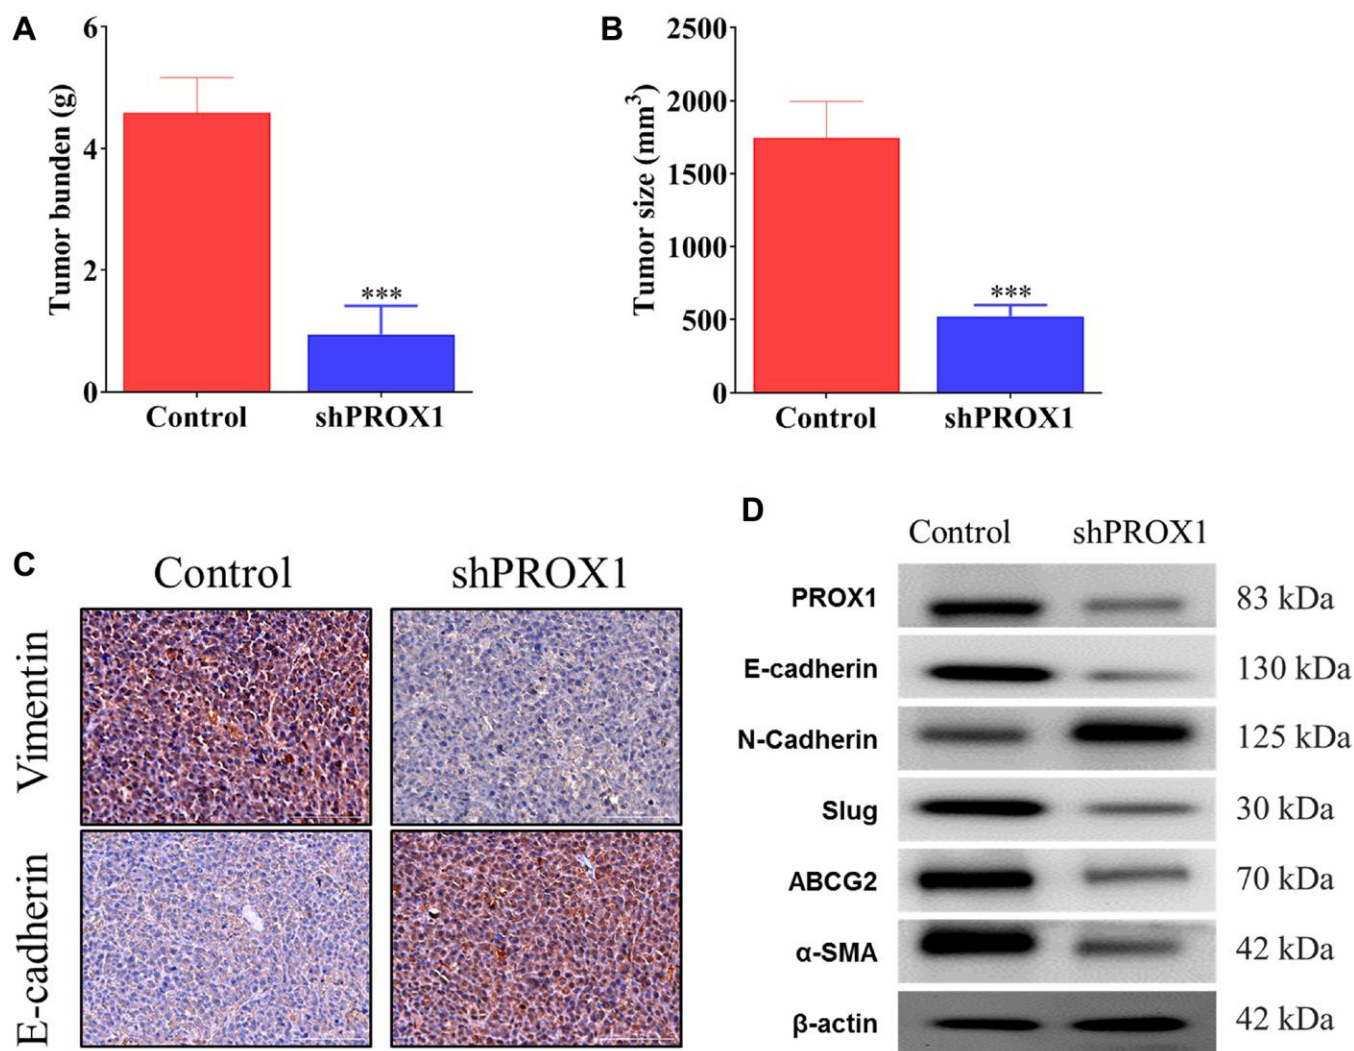 A
6
4
2
0
Tumor bunden (g)
***
Control shPROX1
B
2500
2000
1500
1000
500
0
Tumor size (mm³)
***
Control shPROX1
C
Control shPROX1
Vimentin
E-cadherin
D
Control shPROX1
PROX1 83 kDa
E-cadherin 130 kDa
N-Cadherin 125 kDa
Slug 30 kDa
ABCG2 70 kDa
α-SMA 42 kDa
β-actin 42 kDa